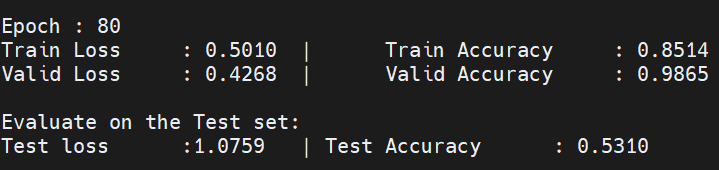 Epoch : 80
Train Loss : 0.5010 | Train Accuracy : 0.8514
Valid Loss : 0.4268 | Valid Accuracy : 0.9865
Evaluate on the Test set:
Test loss :1.0759 | Test Accuracy : 0.5310